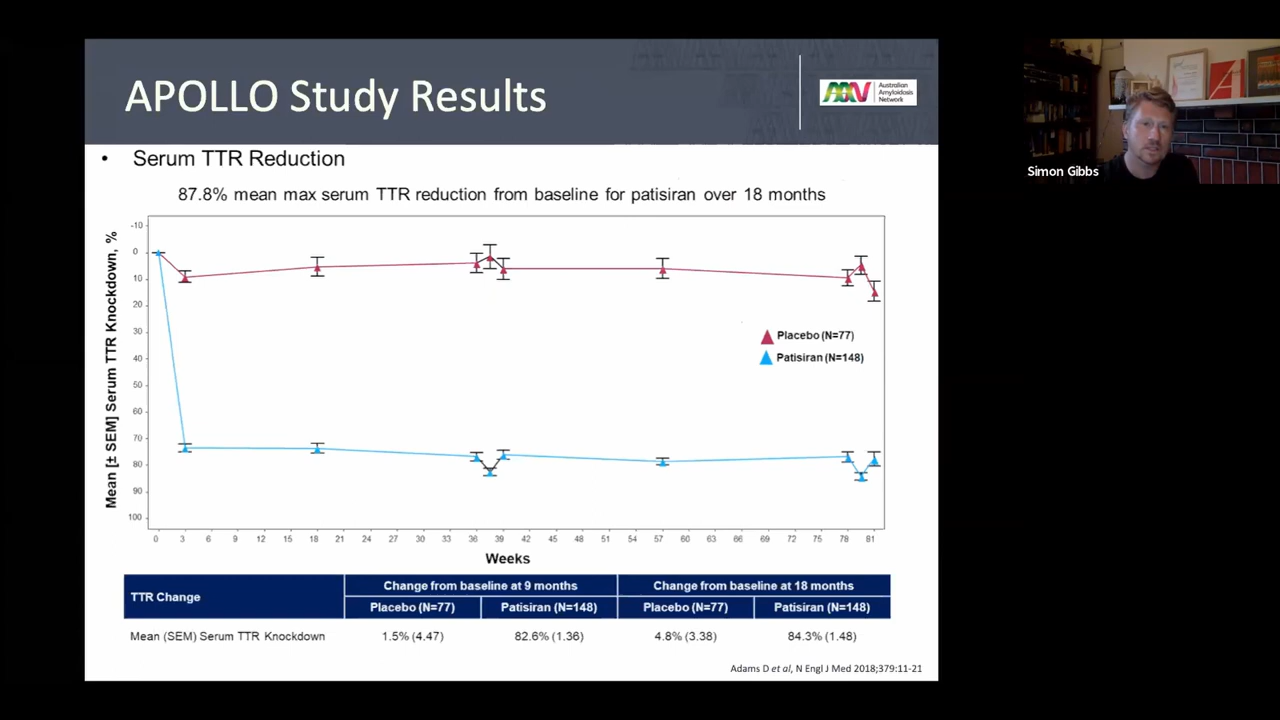 APOLLO Study Results
Australian
Amyloidosis
Network
Simon Gibbs
• Serum TTR Reduction
87.8% mean max serum TTR reduction from baseline for patisiran over 18 months
Mean [± SEM] Serum TTR Knockdown, %
-10
0
10
20
30
40
50
60
70
80
90
100
Placebo (N=77)
Patisiran (N=148)
0 3 6 9 12 15 18 21 24 27 30 33 36 39 42 45 48 51 54 57 60 63 66 69 72 75 78 81
Weeks
TTR Change
Change from baseline at 9 months
Change from baseline at 18 months
Placebo (N=77) Patisiran (N=148) Placebo (N=77) Patisiran (N=148)
Mean (SEM) Serum TTR Knockdown 1.5% (4.47) 82.6% (1.36) 4.8% (3.38) 84.3% (1.48)
Adams D et al, N Engl J Med 2018;379:11-21